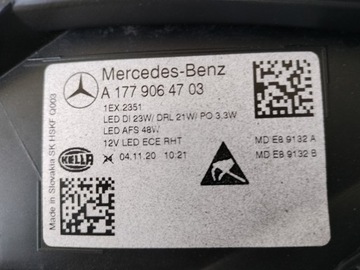 Mercedes-Benz
A 177 906 47 03
1EX.2351
LED DI 23W/ DRL 21W/ PO 3,3W
LED AFS 48W
12V LED ECE RHT
MD E8 9132 A
MD E8 9132 B
HELLA
04.11.20 10:21
Made in Slovakia SK HSKF Q003